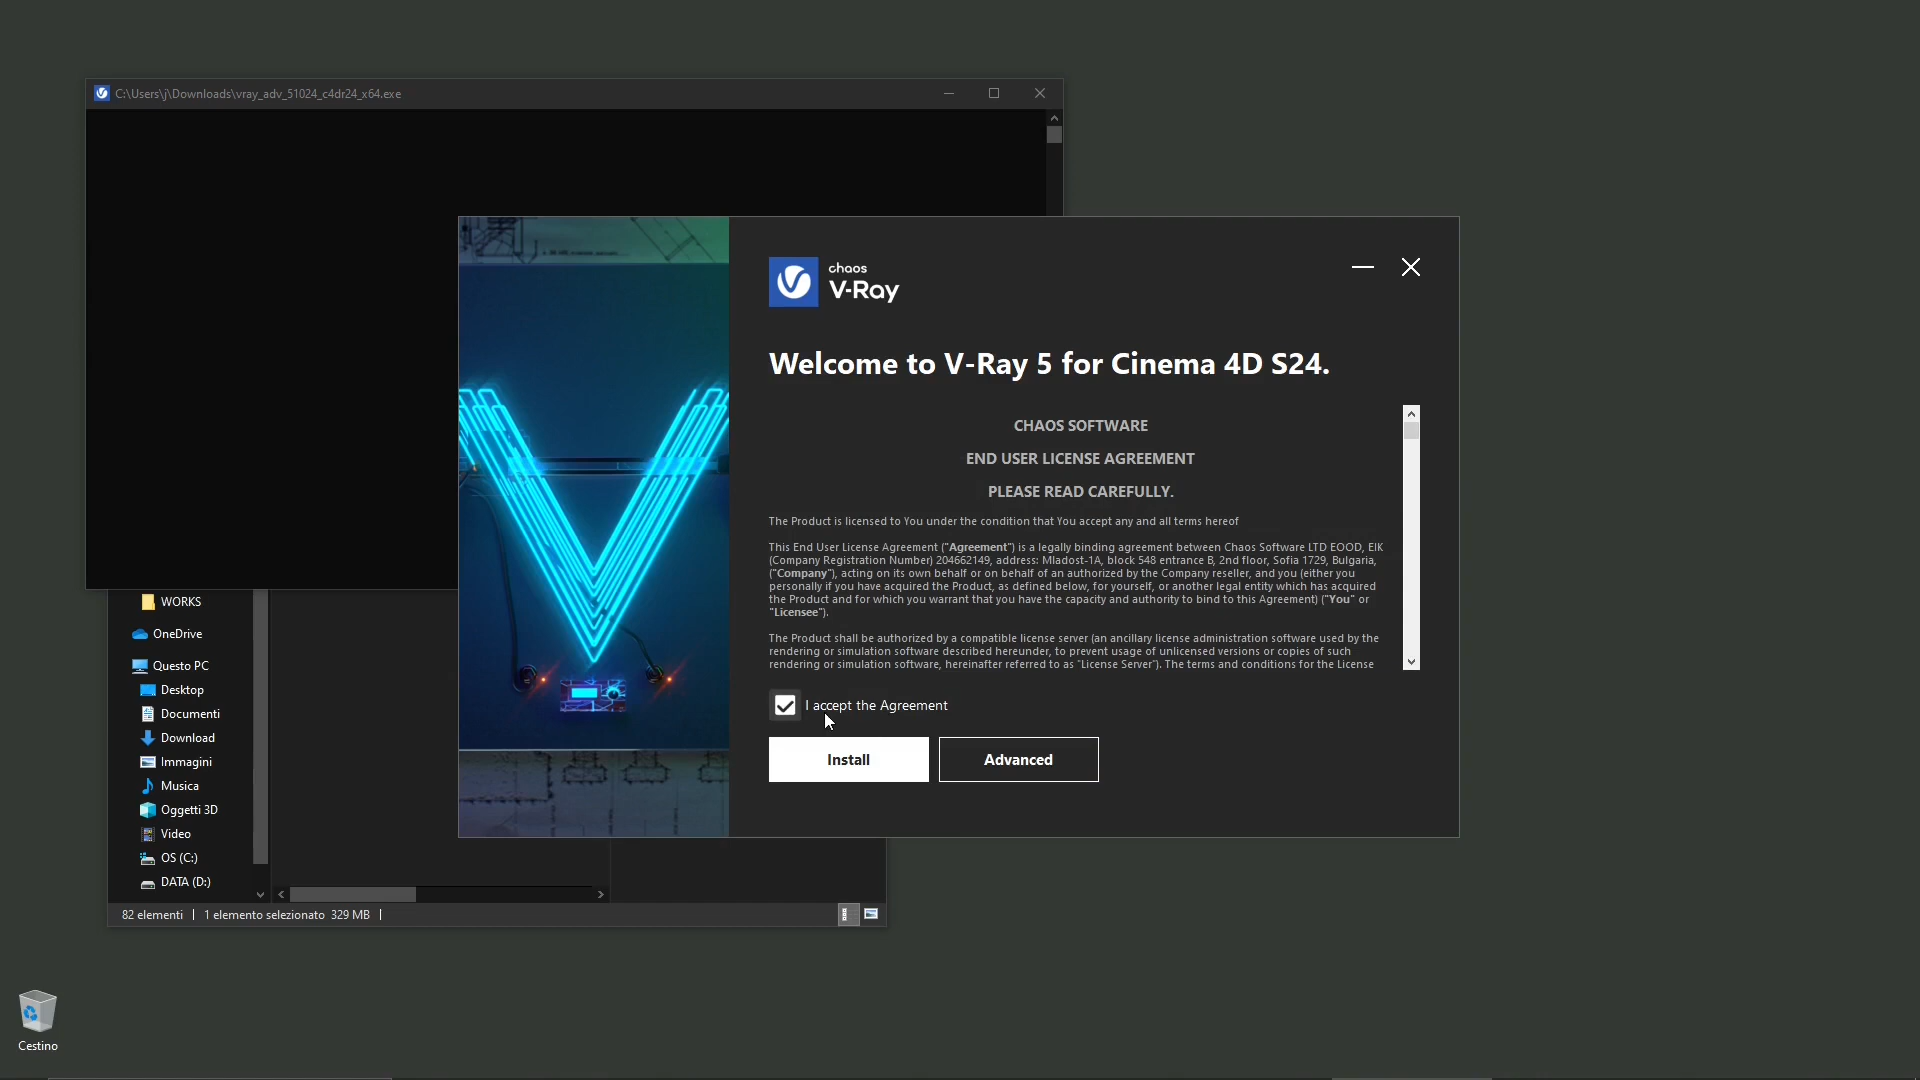 C:\Users\j\Downloads\vray_adv_51024_c4dr24_x64.exe
chaos
V-Ray
Welcome to V-Ray 5 for Cinema 4D S24.
CHAOS SOFTWARE
END USER LICENSE AGREEMENT
PLEASE READ CAREFULLY.
The Product is licensed to You under the condition that You accept any and all terms hereof
This End User License Agreement ("Agreement") is a legally binding agreement between Chaos Software LTD EOOD, EIK
(Company Registration Number) 204662149, address: Mladost-1A, block 548 entrance B, 2nd floor, Sofia 1729, Bulgaria,
("Company"), acting on its own behalf or on behalf of an authorized by the Company reseller, and you (either you
personally if you have acquired the Product, as defined below, for yourself, or another legal entity which has acquired
the Product and for which you warrant that you have the capacity and authority to bind to this Agreement) ("You" or
"Licensee").
The Product shall be authorized by a compatible license server (an ancillary license administration software used by the
rendering or simulation software described hereunder, to prevent usage of unlicensed versions or copies of such
rendering or simulation software, hereinafter referred to as "License Server"). The terms and conditions for the License
I accept the Agreement
Install
Advanced
WORKS
OneDrive
Questo PC
Desktop
Documenti
Download
Immagini
Musica
Oggetti 3D
Video
OS (C:)
DATA (D:)
82 elementi
1 elemento selezionato 329 MB
Cestino